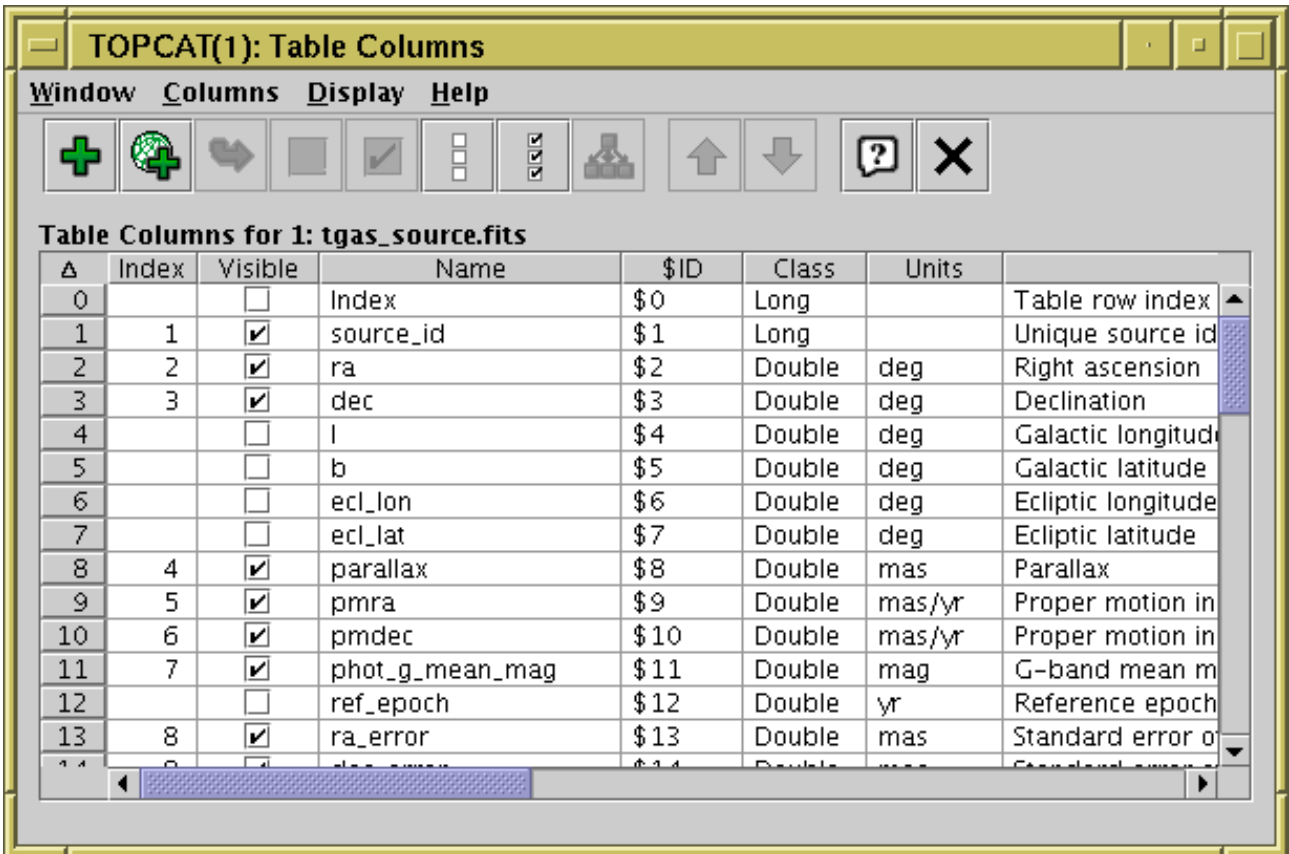 TOPCAT(1): Table Columns
Window Columns Display Help
Table Columns for 1: tgas_source.fits
Δ Index Visible Name $ID Class Units
0 Index $0 Long Table row index
1 1 source_id $1 Long Unique source id
2 2 ra $2 Double deg Right ascension
3 3 dec $3 Double deg Declination
4 l $4 Double deg Galactic longitud
5 b $5 Double deg Galactic latitude
6 ecl_lon $6 Double deg Ecliptic longitude
7 ecl_lat $7 Double deg Ecliptic latitude
8 4 parallax $8 Double mas Parallax
9 5 pmra $9 Double mas/yr Proper motion in
10 6 pmdec $10 Double mas/yr Proper motion in
11 7 phot_g_mean_mag $11 Double mag G-band mean m
12 ref_epoch $12 Double yr Reference epoch
13 8 ra_error $13 Double mas Standard error o